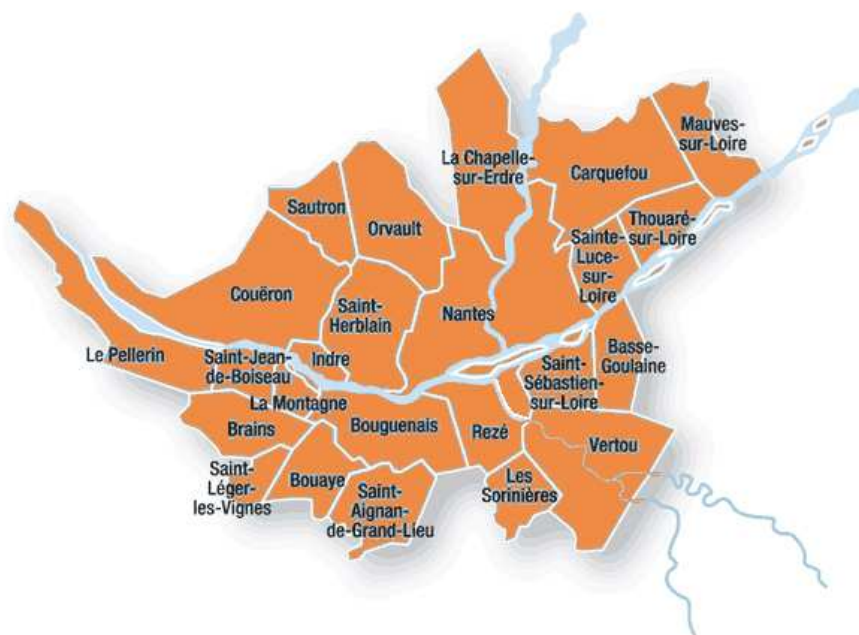 Mauves-
sur-Loire
La Chapelle-
sur-Erdre
Carquefou
Sautron
Orvault
Thouaré-
sur-Loire
Sainte-
Luce-
sur-
Loire
Couëron
Saint-
Herblain
Nantes
Le Pellerin
Saint-Jean-
de-Boiseau
Indre
Basse-
Goulaine
Saint-
Sébastien-
sur-Loire
La Montagne
Brains
Bouguenais
Rezé
Vertou
Saint-
Léger-
les-Vignes
Bouaye
Saint-
Aignan-
de-Grand-Lieu
Les
Sorinières